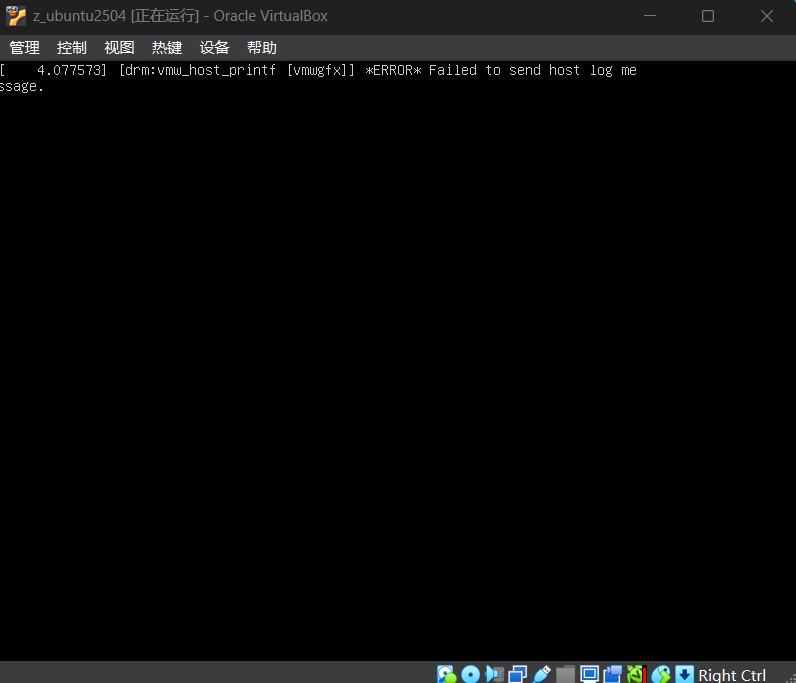 z_ubuntu2504 [正在运行] - Oracle VirtualBox
管理 控制 视图 热键 设备 帮助
[    4.077573] [drm:vmw_host_printf [vmwgfx]] *ERROR* Failed to send host log me
ssage.
Right Ctrl